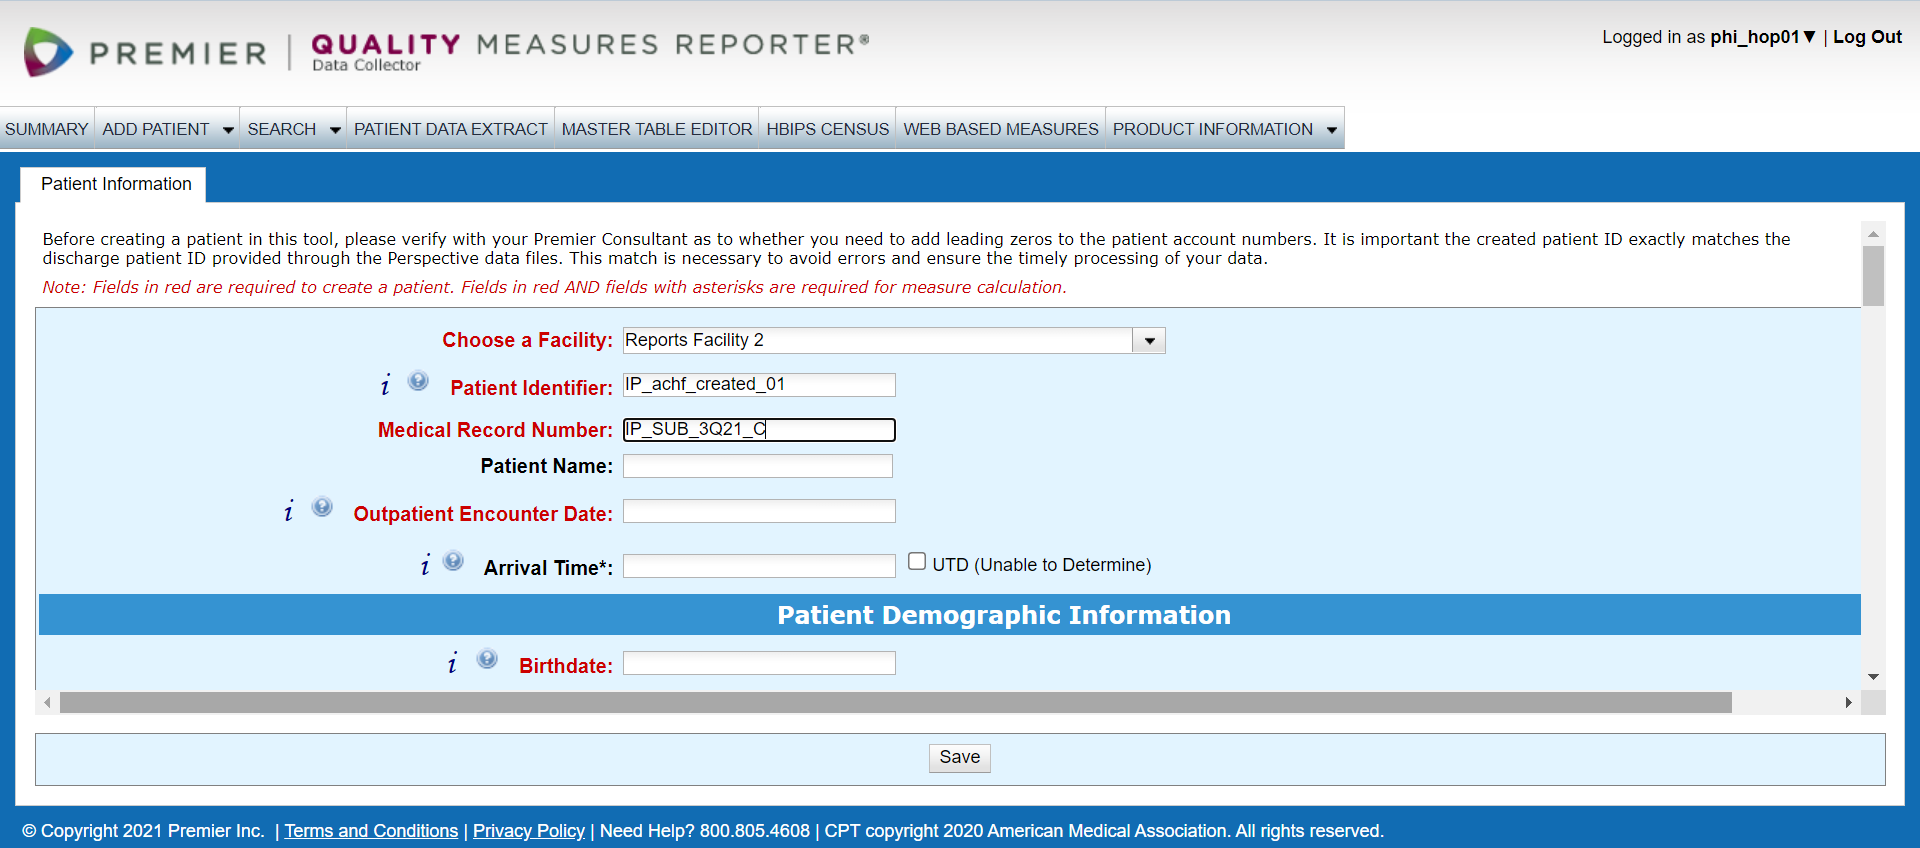 PREMIER | QUALITY MEASURES REPORTER®
Data Collector
Logged in as phi_hop01▼ | Log Out
SUMMARY ADD PATIENT SEARCH PATIENT DATA EXTRACT MASTER TABLE EDITOR HBIPS CENSUS WEB BASED MEASURES PRODUCT INFORMATION
Patient Information
Before creating a patient in this tool, please verify with your Premier Consultant as to whether you need to add leading zeros to the patient account numbers. It is important the created patient ID exactly matches the
discharge patient ID provided through the Perspective data files. This match is necessary to avoid errors and ensure the timely processing of your data.
Note: Fields in red are required to create a patient. Fields in red AND fields with asterisks are required for measure calculation.
Choose a Facility: Reports Facility 2
i ? Patient Identifier: IP_achf_created_01
Medical Record Number: IP_SUB_3Q21_C
Patient Name:
i ? Outpatient Encounter Date:
i ? Arrival Time*: UTD (Unable to Determine)
Patient Demographic Information
i ? Birthdate:
Save
© Copyright 2021 Premier Inc. | Terms and Conditions | Privacy Policy | Need Help? 800.805.4608 | CPT copyright 2020 American Medical Association. All rights reserved.